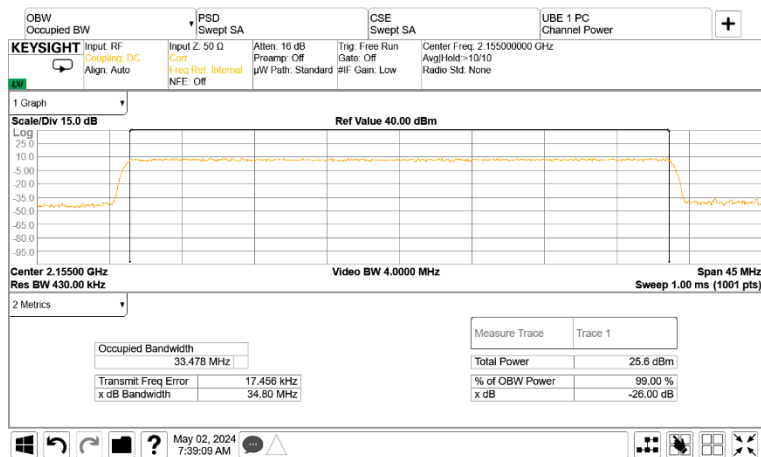 OBW
Occupied BW
PSD
Swept SA
CSE
Swept SA
UBE 1 PC
Channel Power
KEYSIGHT
LXI
Input: RF
Coupling: DC
Align: Auto
Input Z: 50 Ω
Corr
Freq Ref: Internal
NFE: Off
Atten: 16 dB
Preamp: Off
µW Path: Standard
Trig: Free Run
Gate: Off
#IF Gain: Low
Center Freq: 2.155000000 GHz
Avg|Hold:>10/10
Radio Std: None
1 Graph
Scale/Div 15.0 dB
Ref Value 40.00 dBm
Log
25.0
10.0
-5.00
-20.0
-35.0
-50.0
-65.0
-80.0
-95.0
Center 2.15500 GHz
Video BW 4.0000 MHz
Span 45 MHz
Res BW 430.00 kHz
Sweep 1.00 ms (1001 pts)
2 Metrics
Measure Trace Trace 1
Occupied Bandwidth
33.478 MHz
Total Power 25.6 dBm
Transmit Freq Error 17.456 kHz
% of OBW Power 99.00 %
x dB Bandwidth 34.80 MHz
x dB -26.00 dB
May 02, 2024
7:39:09 AM